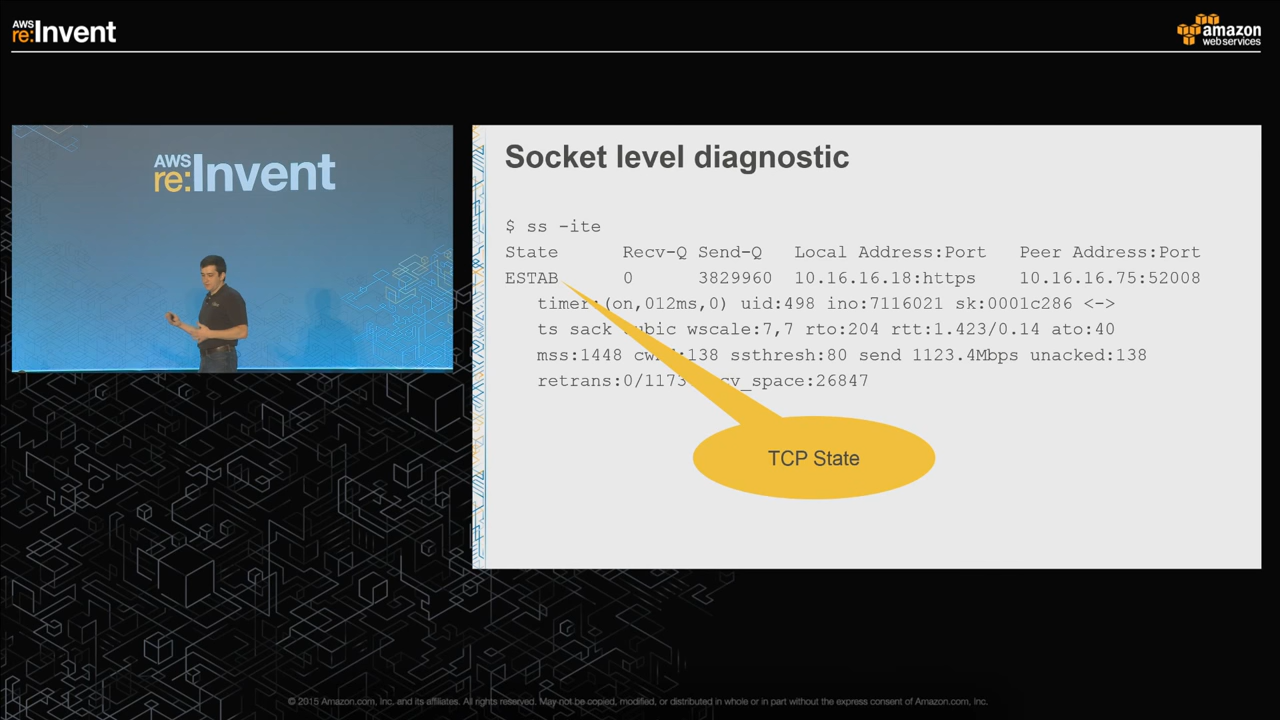 AWS
re:Invent
amazon
web services
AWS
re:Invent
Socket level diagnostic
$ ss -ite
State Recv-Q Send-Q Local Address:Port Peer Address:Port
ESTAB 0 3829960 10.16.16.18:https 10.16.16.75:52008
timer:(on,012ms,0) uid:498 ino:7116021 sk:0001c286 <->
ts sack wscale:7,7 rto:204 rtt:1.423/0.14 ato:40
mss:1448 ssthresh:80 send 1123.4Mbps unacked:138
retrans:0/1173
TCP State
© 2015 Amazon.com, Inc. and its affiliates. All rights reserved. May not be copied, modified, or distributed in whole or in part without the express consent of Amazon.com, Inc.